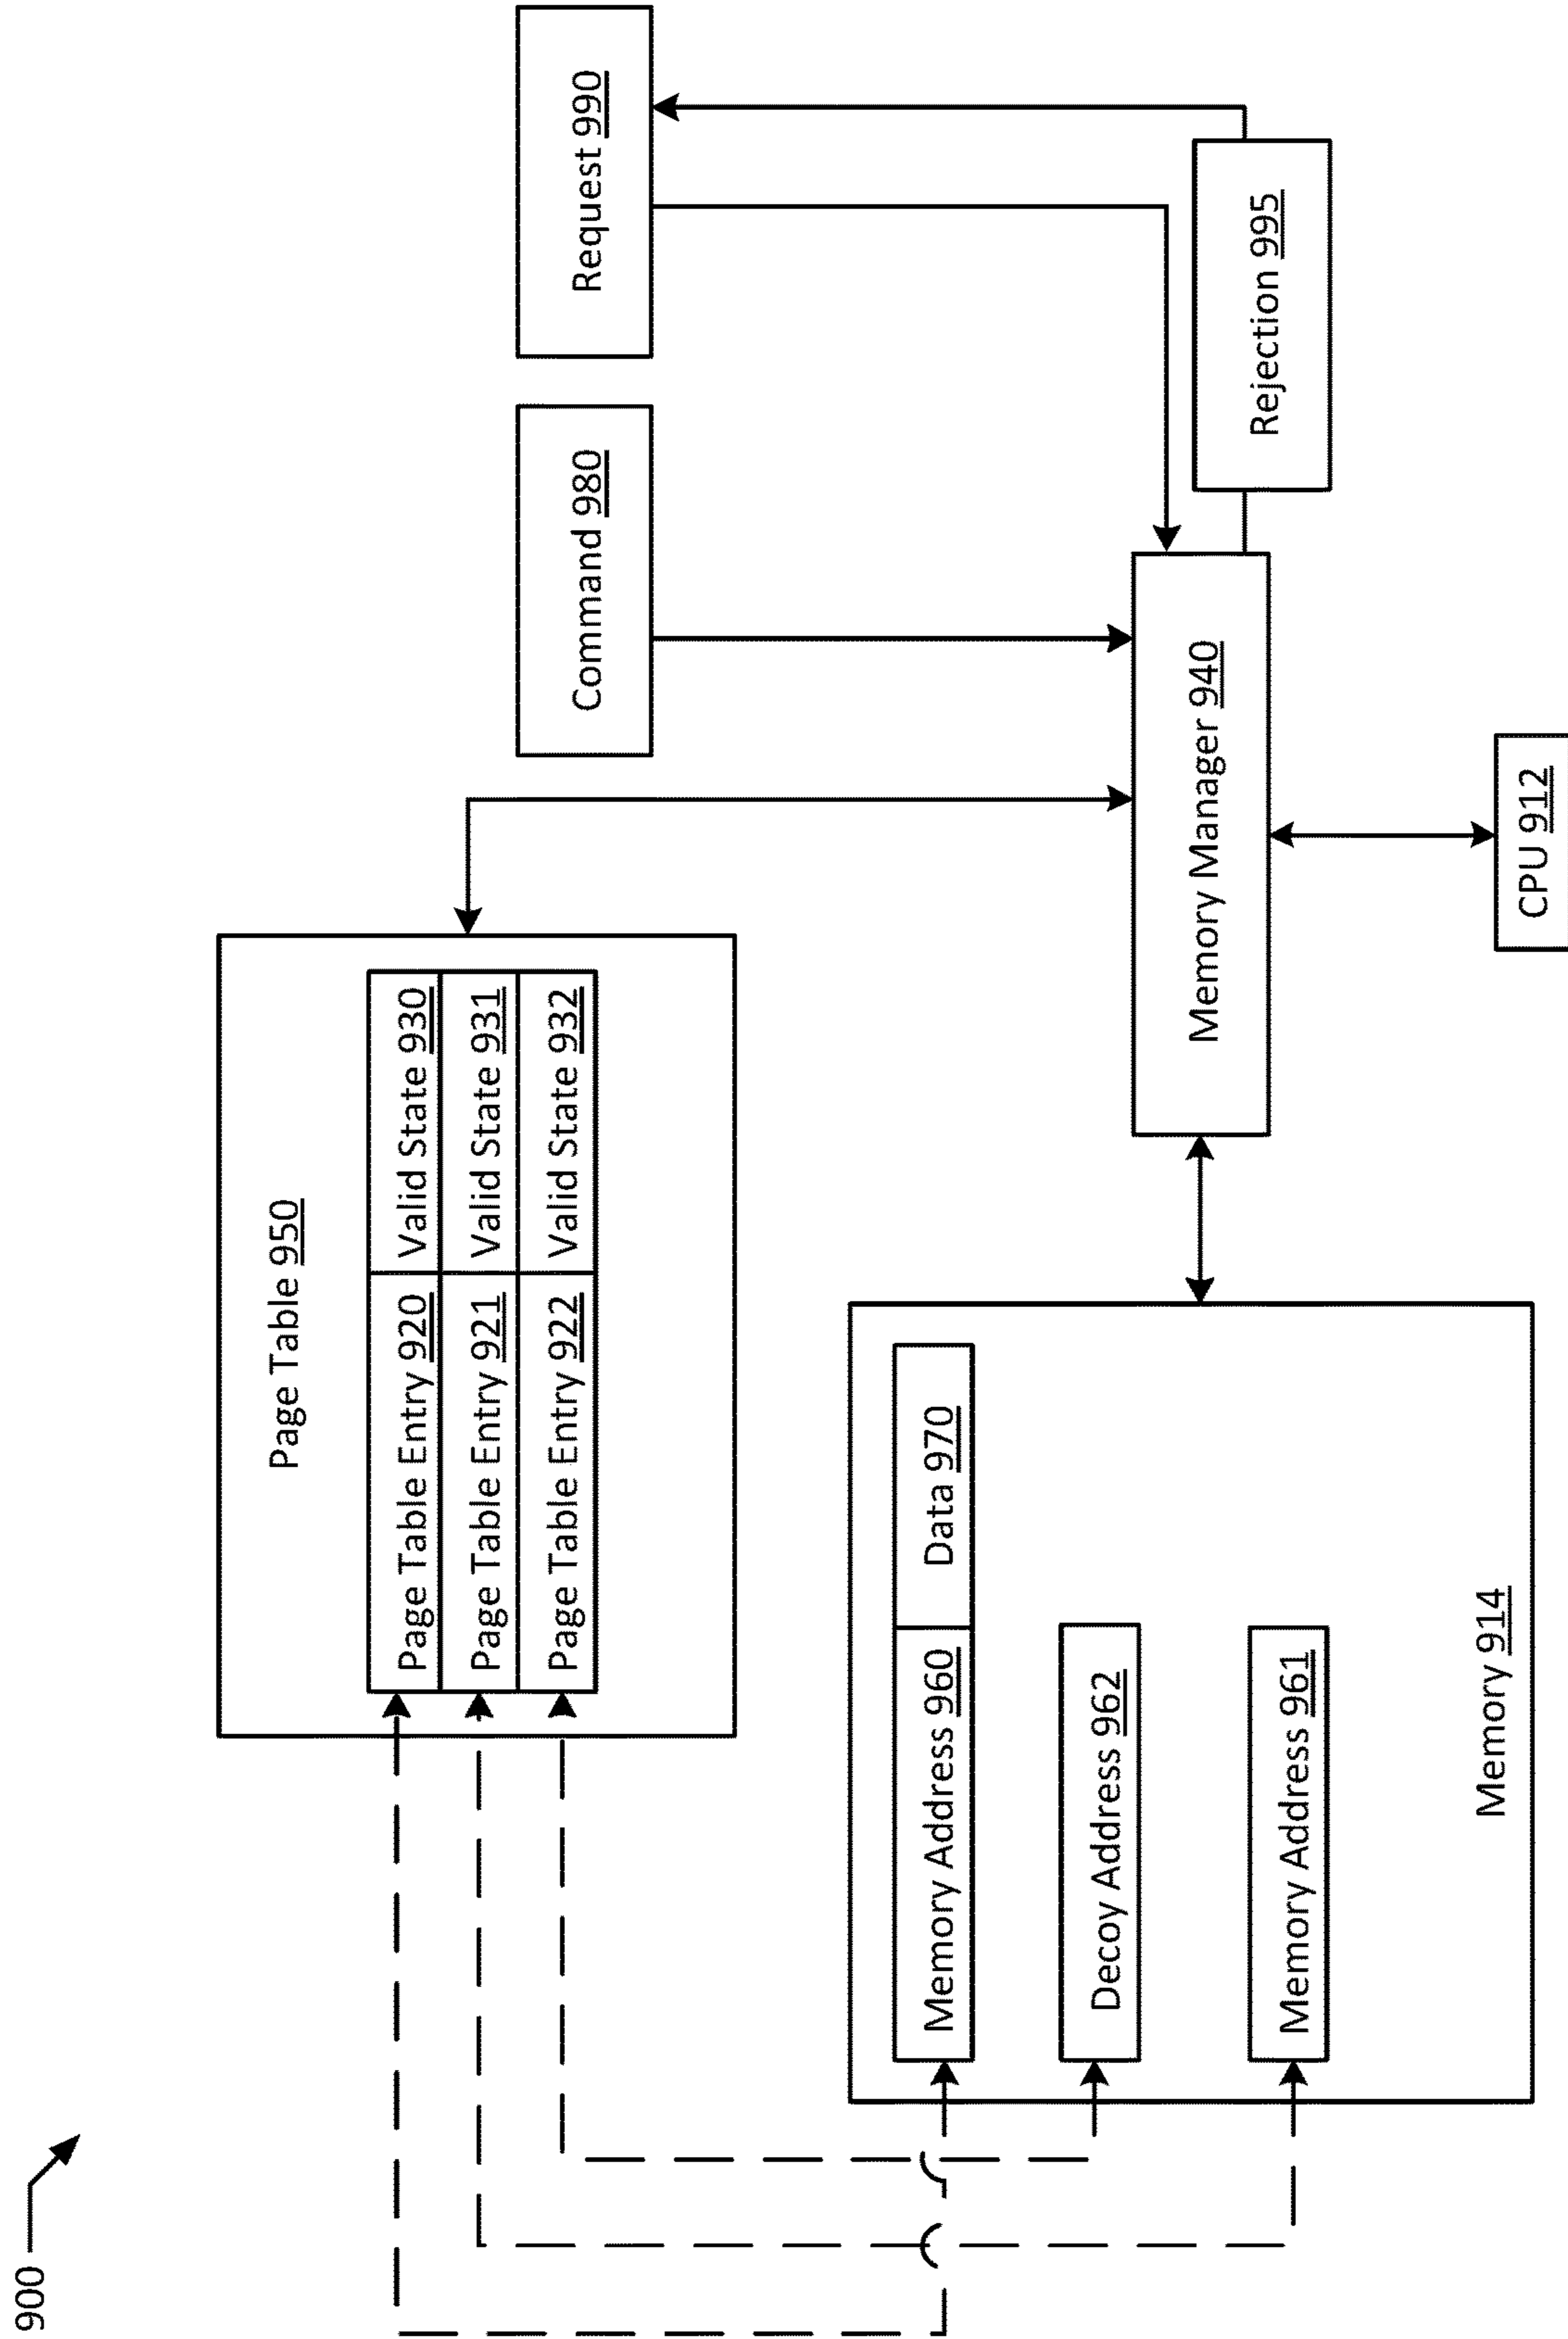 900
Page Table 950
Page Table Entry 920 Valid State 930
Page Table Entry 921 Valid State 931
Page Table Entry 922 Valid State 932
Command 980
Request 990
Memory Address 960 Data 970
Decoy Address 962
Memory Address 961
Memory 914
Memory Manager 940
Rejection 995
CPU 912